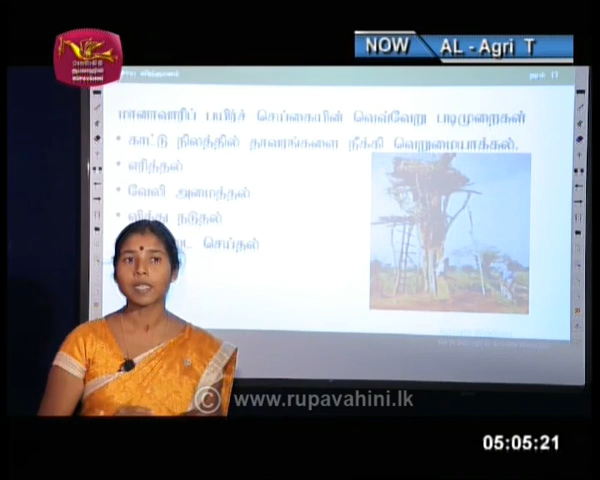 NOW AL - Agri T
மானாவாரிப் பயிர்ச் செய்கையின் வெவ்வேறு படிமுறைகள்
• காட்டு நிலத்தில் தாவரங்களை நீக்கி வெறுமையாக்கல்.
• எரித்தல்
• வேலி அமைத்தல்
• வித்து நடுதல்
செய்தல்
© www.rupavahini.lk
05:05:21